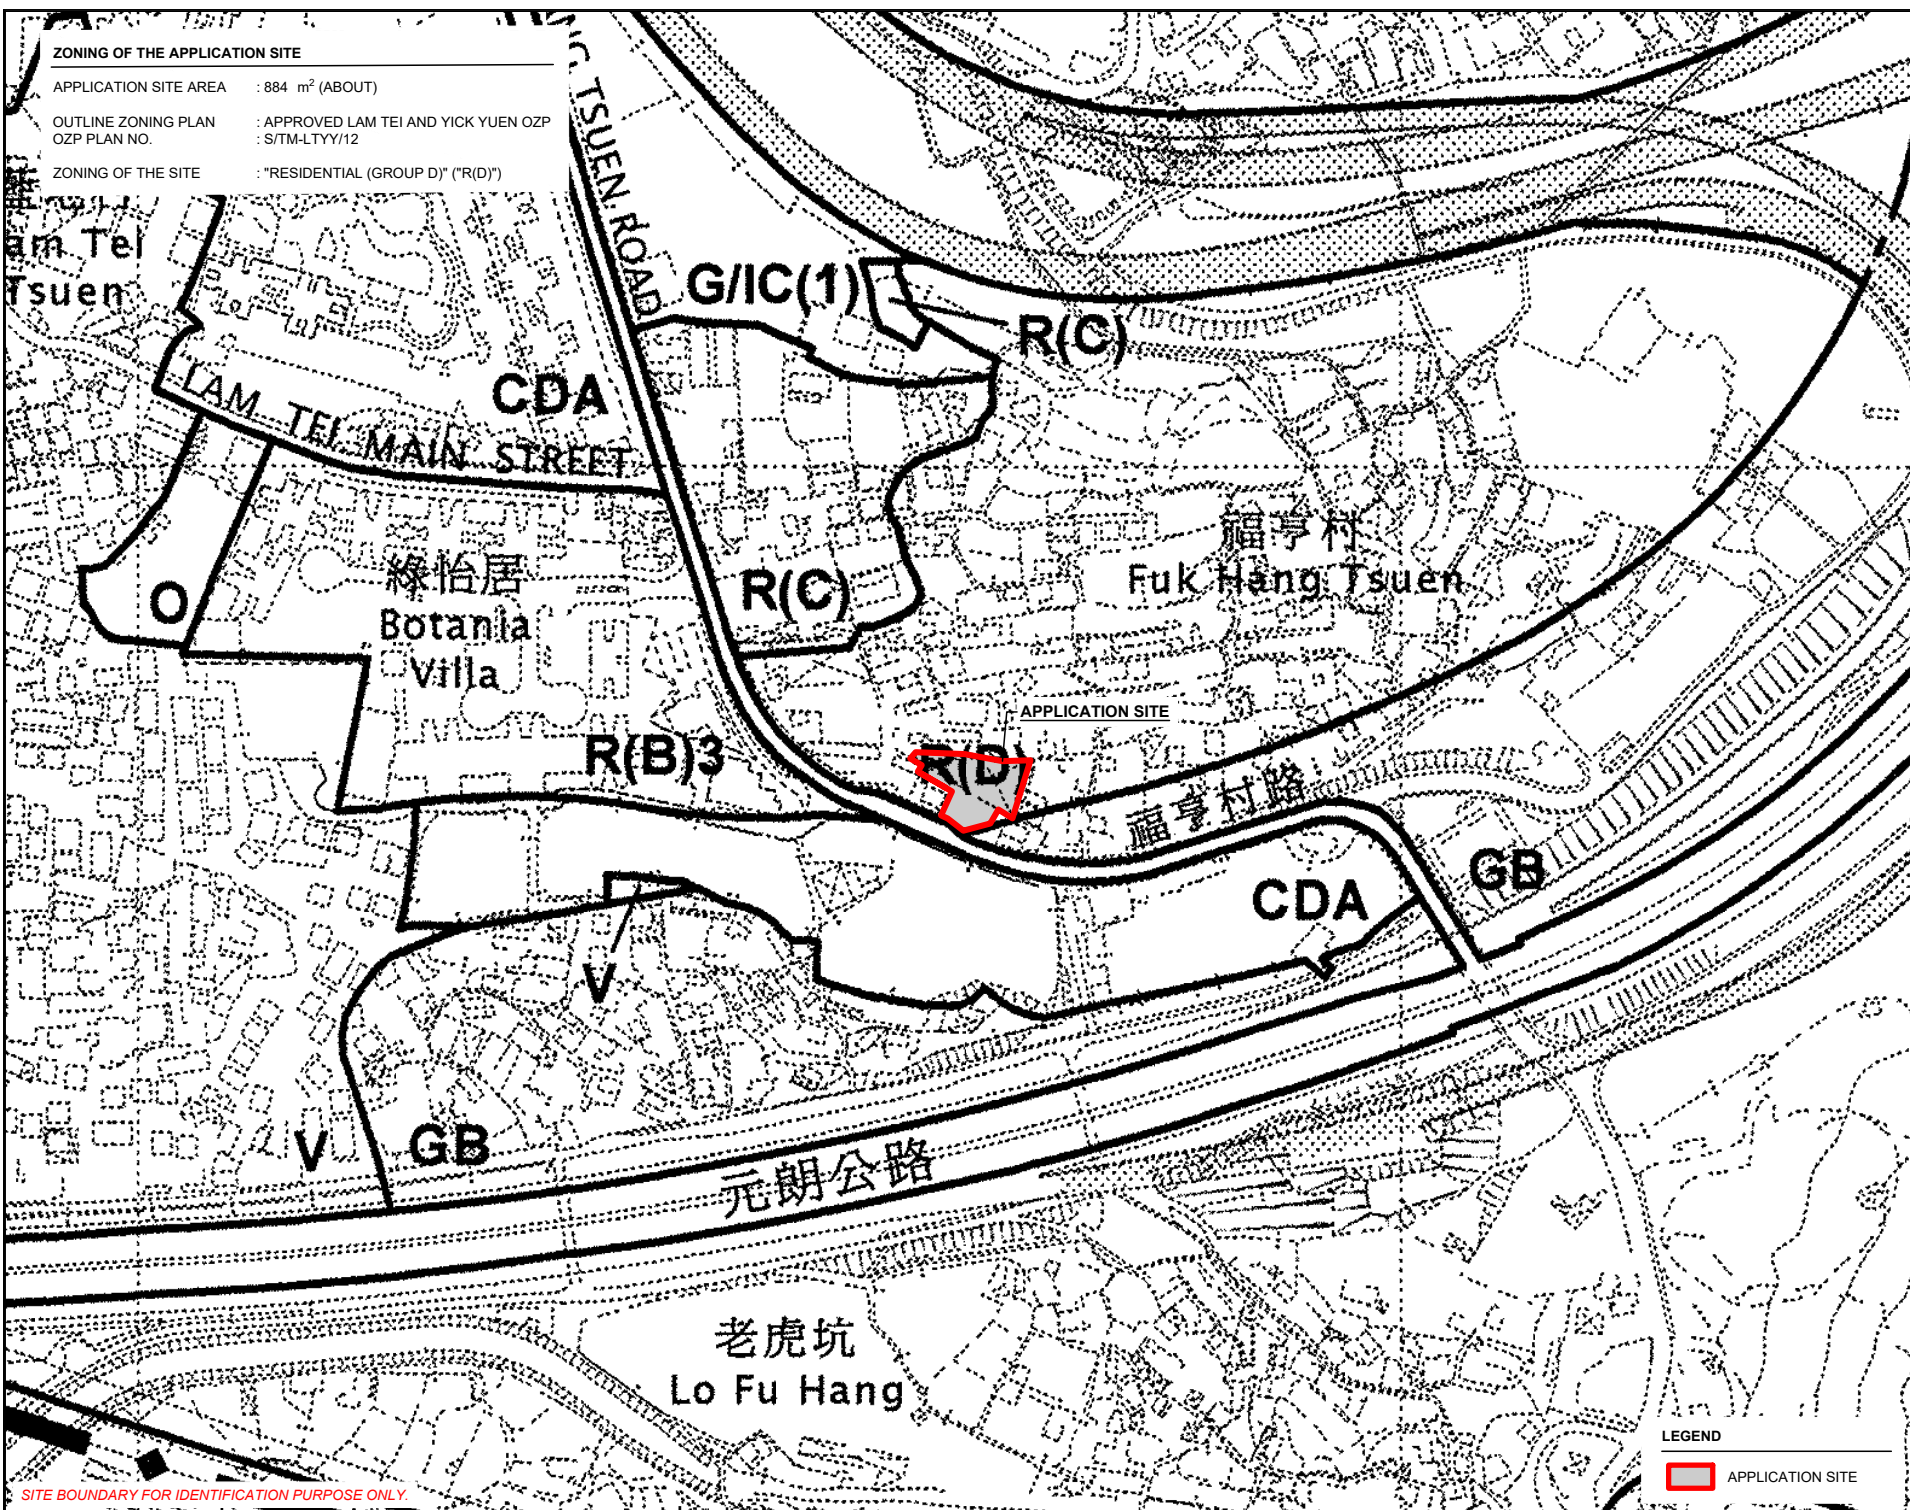 ZONING OF THE APPLICATION SITE
APPLICATION SITE AREA : 884 m² (ABOUT)
OUTLINE ZONING PLAN : APPROVED LAM TEI AND YICK YUEN OZP
OZP PLAN NO. : S/TM-LTYY/12
ZONING OF THE SITE : "RESIDENTIAL (GROUP D)" ("R(D)")
TSUEN ROAD
am Tei
Tsuen
G/IC(1)
R(C)
CDA
LAM TEI MAIN STREET
O
綠怡居
Botania
Villa
R(C)
福亨村
Fuk Hang Tsuen
APPLICATION SITE
R(B)3
R(D)
福亨村路
CDA
GB
V
V
GB
元朗公路
老虎坑
Lo Fu Hang
LEGEND
APPLICATION SITE
SITE BOUNDARY FOR IDENTIFICATION PURPOSE ONLY.